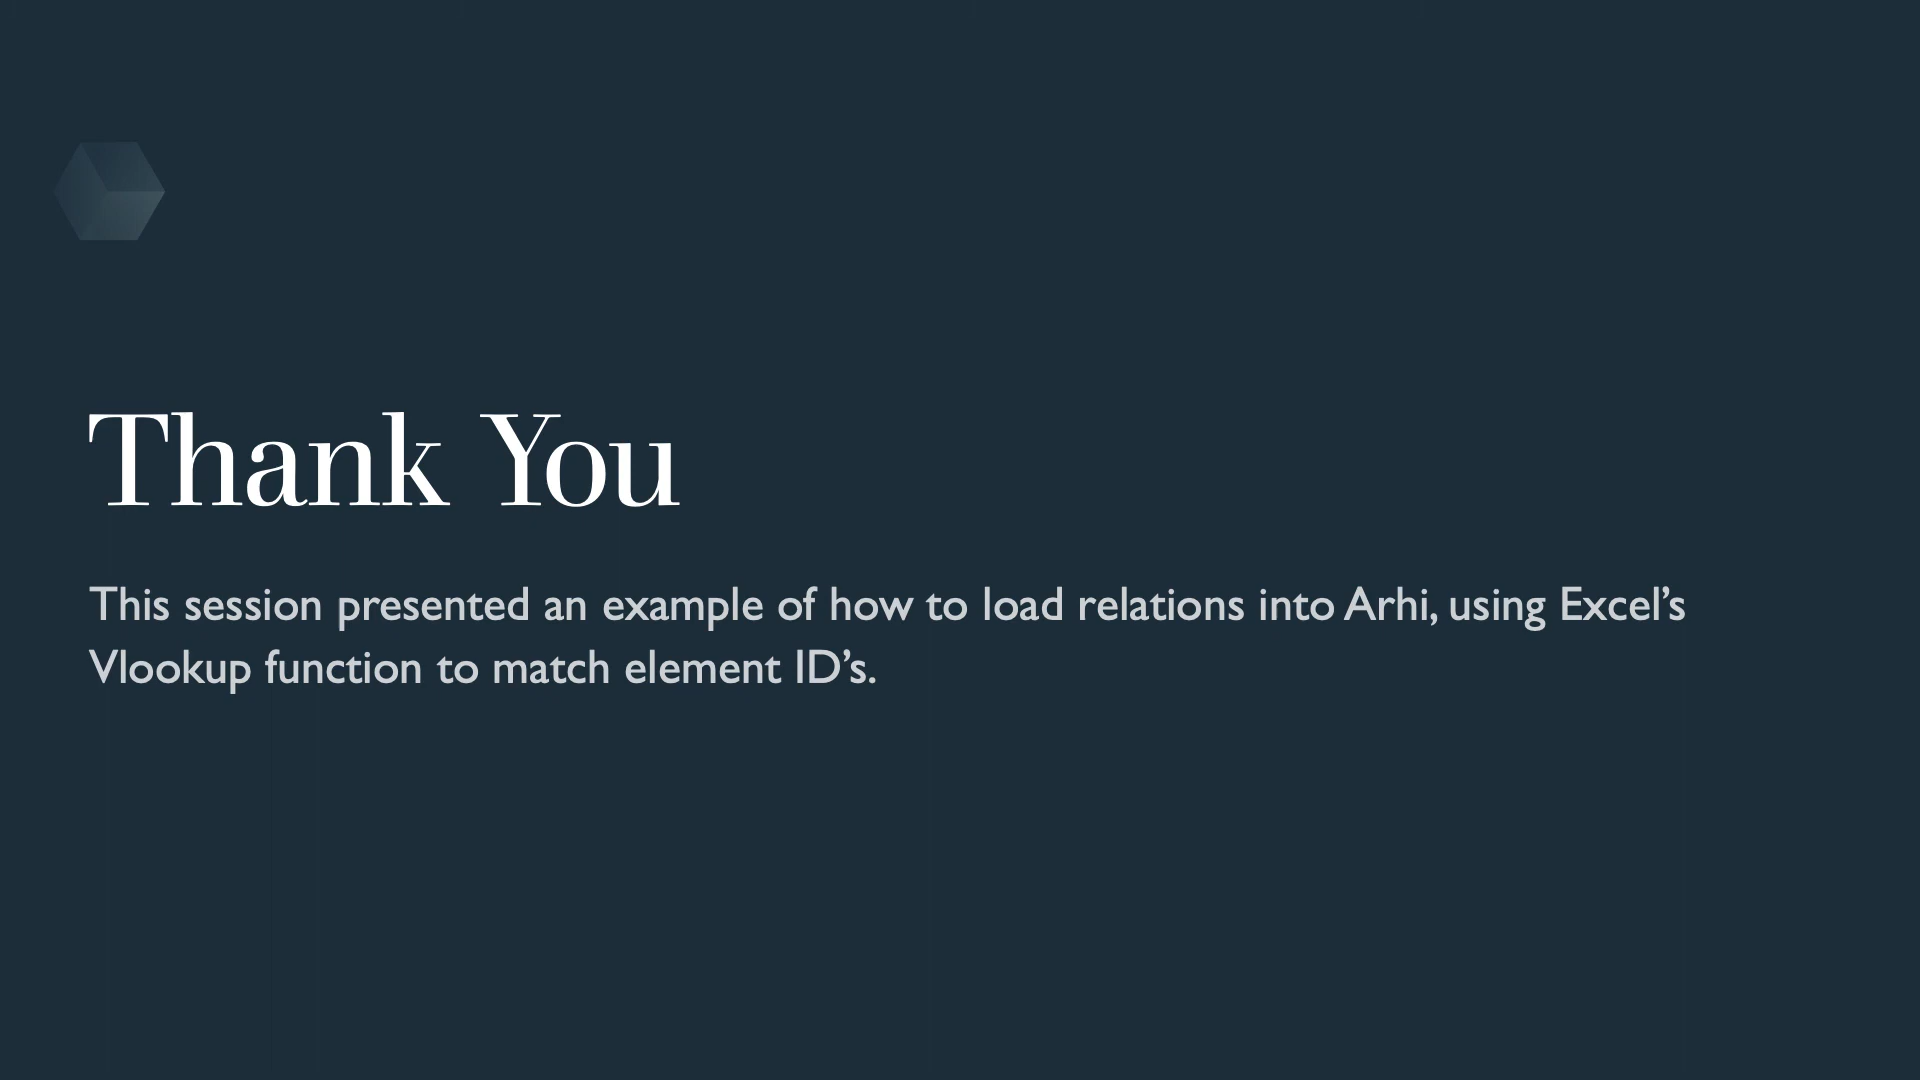 Thank You
This session presented an example of how to load relations into Arhi, using Excel’s
Vlookup function to match element ID’s.